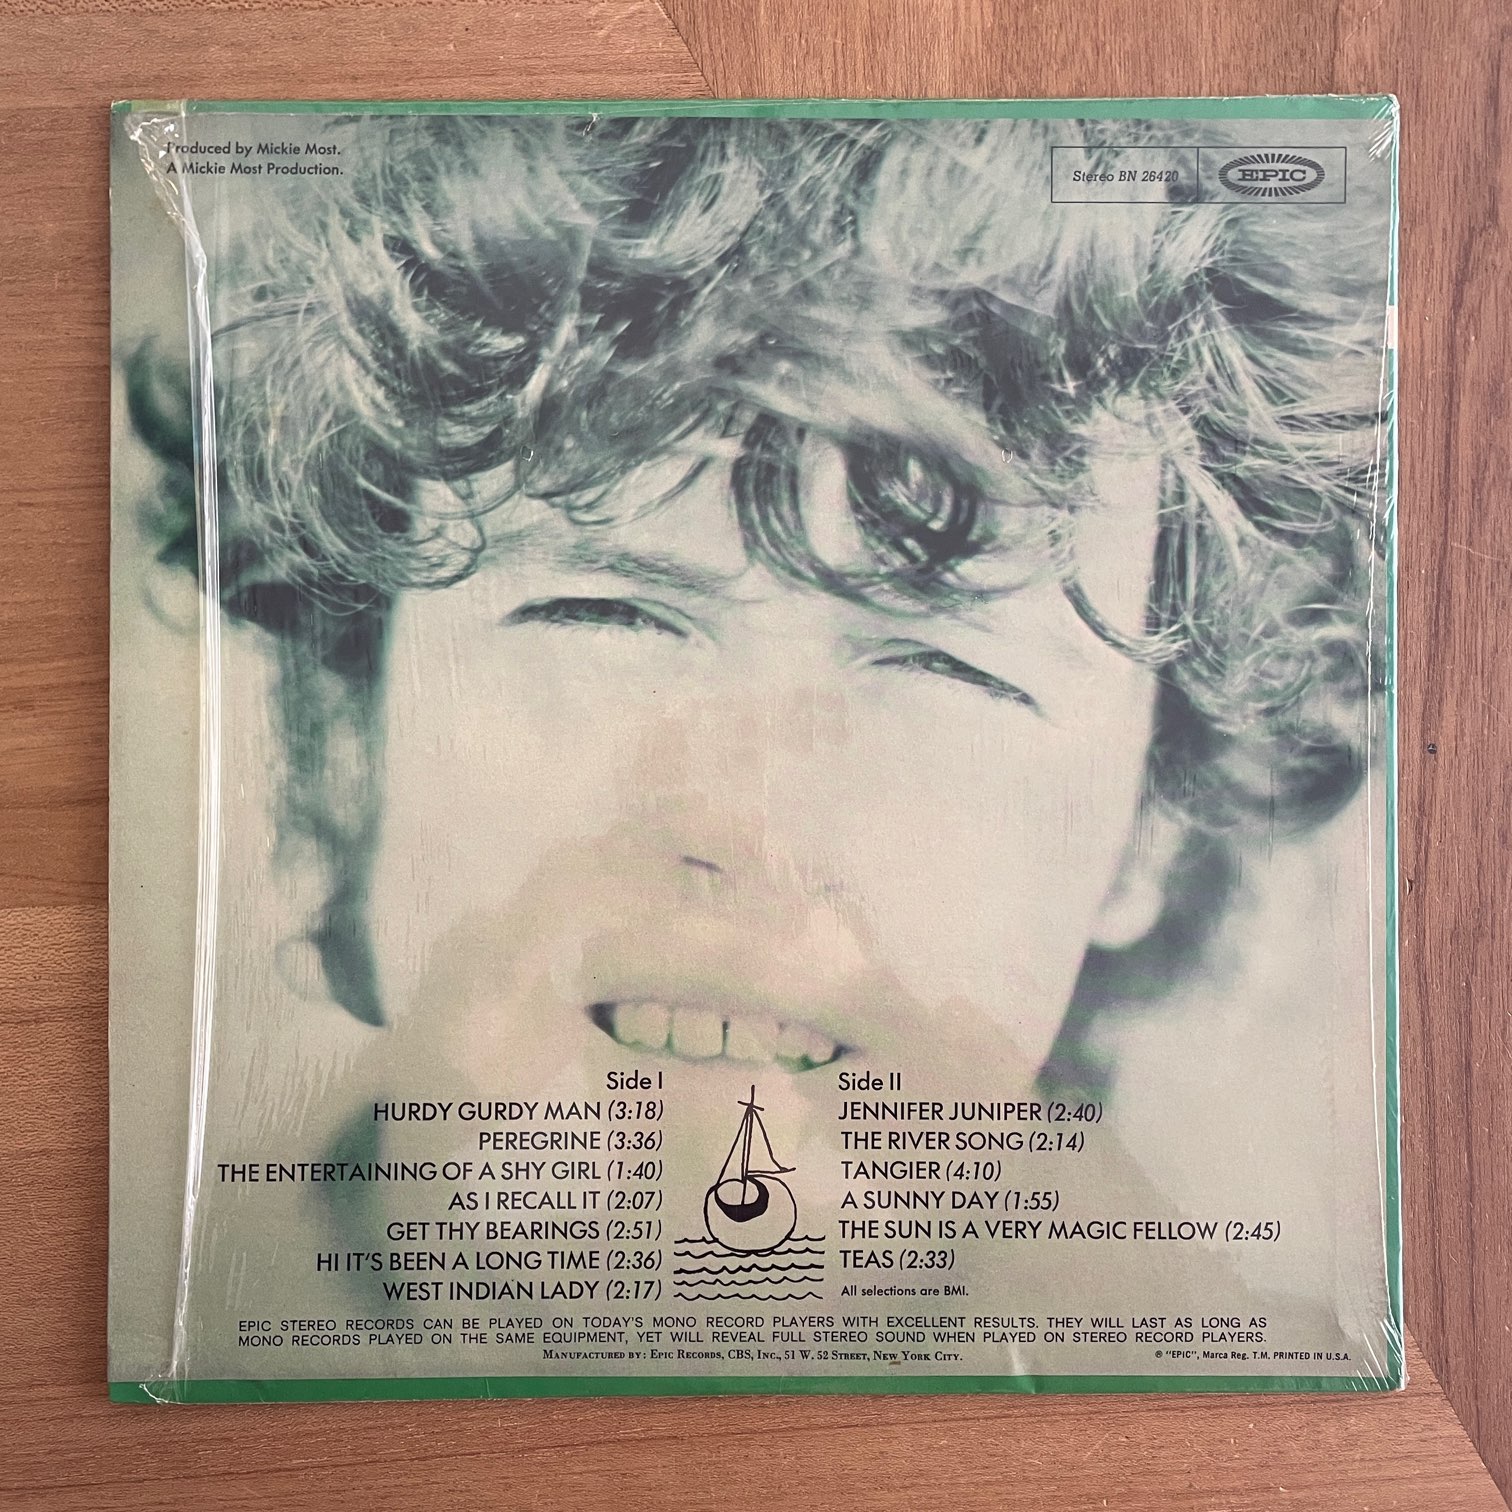 Produced by Mickie Most.
A Mickie Most Production.
Stereo BN 26420
EPIC
Side I
HURDY GURDY MAN (3:18)
PEREGRINE (3:36)
THE ENTERTAINING OF A SHY GIRL (1:40)
AS I RECALL IT (2:07)
GET THY BEARINGS (2:51)
HI IT'S BEEN A LONG TIME (2:36)
WEST INDIAN LADY (2:17)
Side II
JENNIFER JUNIPER (2:40)
THE RIVER SONG (2:14)
TANGIER (4:10)
A SUNNY DAY (1:55)
THE SUN IS A VERY MAGIC FELLOW (2:45)
TEAS (2:33)
All selections are BMI.
EPIC STEREO RECORDS CAN BE PLAYED ON TODAY'S MONO RECORD PLAYERS WITH EXCELLENT RESULTS. THEY WILL LAST AS LONG AS
MONO RECORDS PLAYED ON THE SAME EQUIPMENT, YET WILL REVEAL FULL STEREO SOUND WHEN PLAYED ON STEREO RECORD PLAYERS.
MANUFACTURED BY: EPIC RECORDS, CBS, INC., 51 W. 52 STREET, NEW YORK CITY.
® "EPIC", Marca Reg. T.M. PRINTED IN U.S.A.